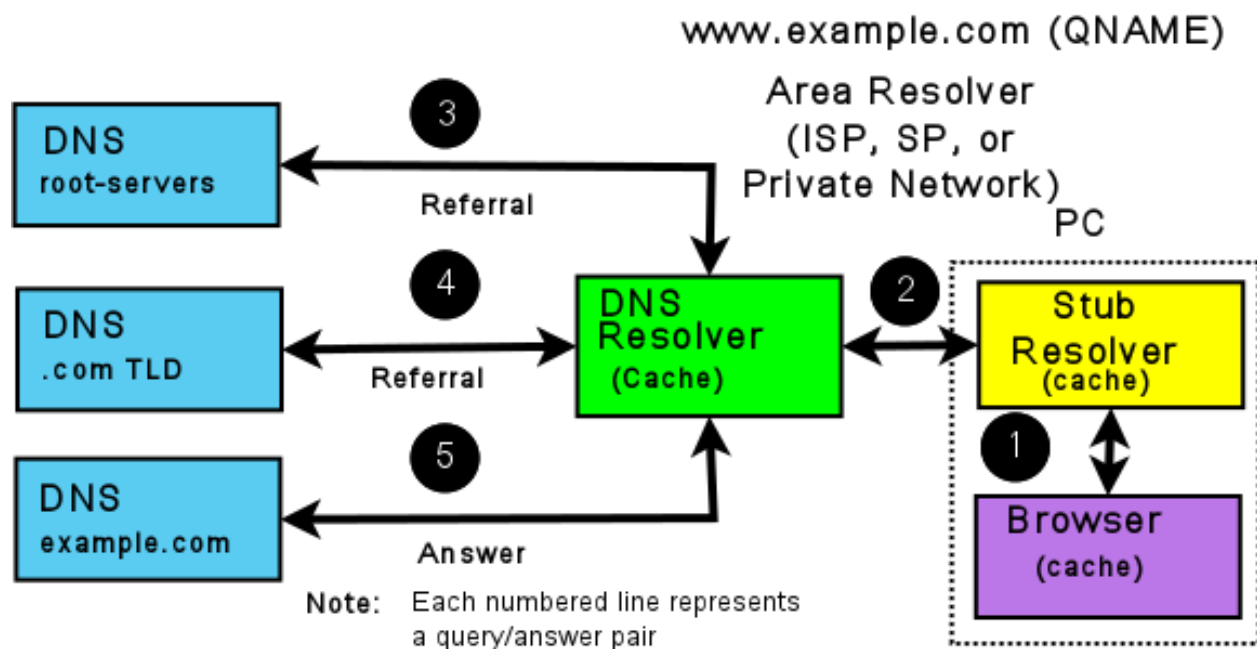 www.example.com (QNAME)
Area Resolver
(ISP, SP, or
Private Network)
PC
3
DNS
root-servers
Referral
4
DNS
.com TLD
Referral
DNS
Resolver
(Cache)
2
Stub
Resolver
(cache)
1
Browser
(cache)
5
DNS
example.com
Answer
Note: Each numbered line represents
a query/answer pair